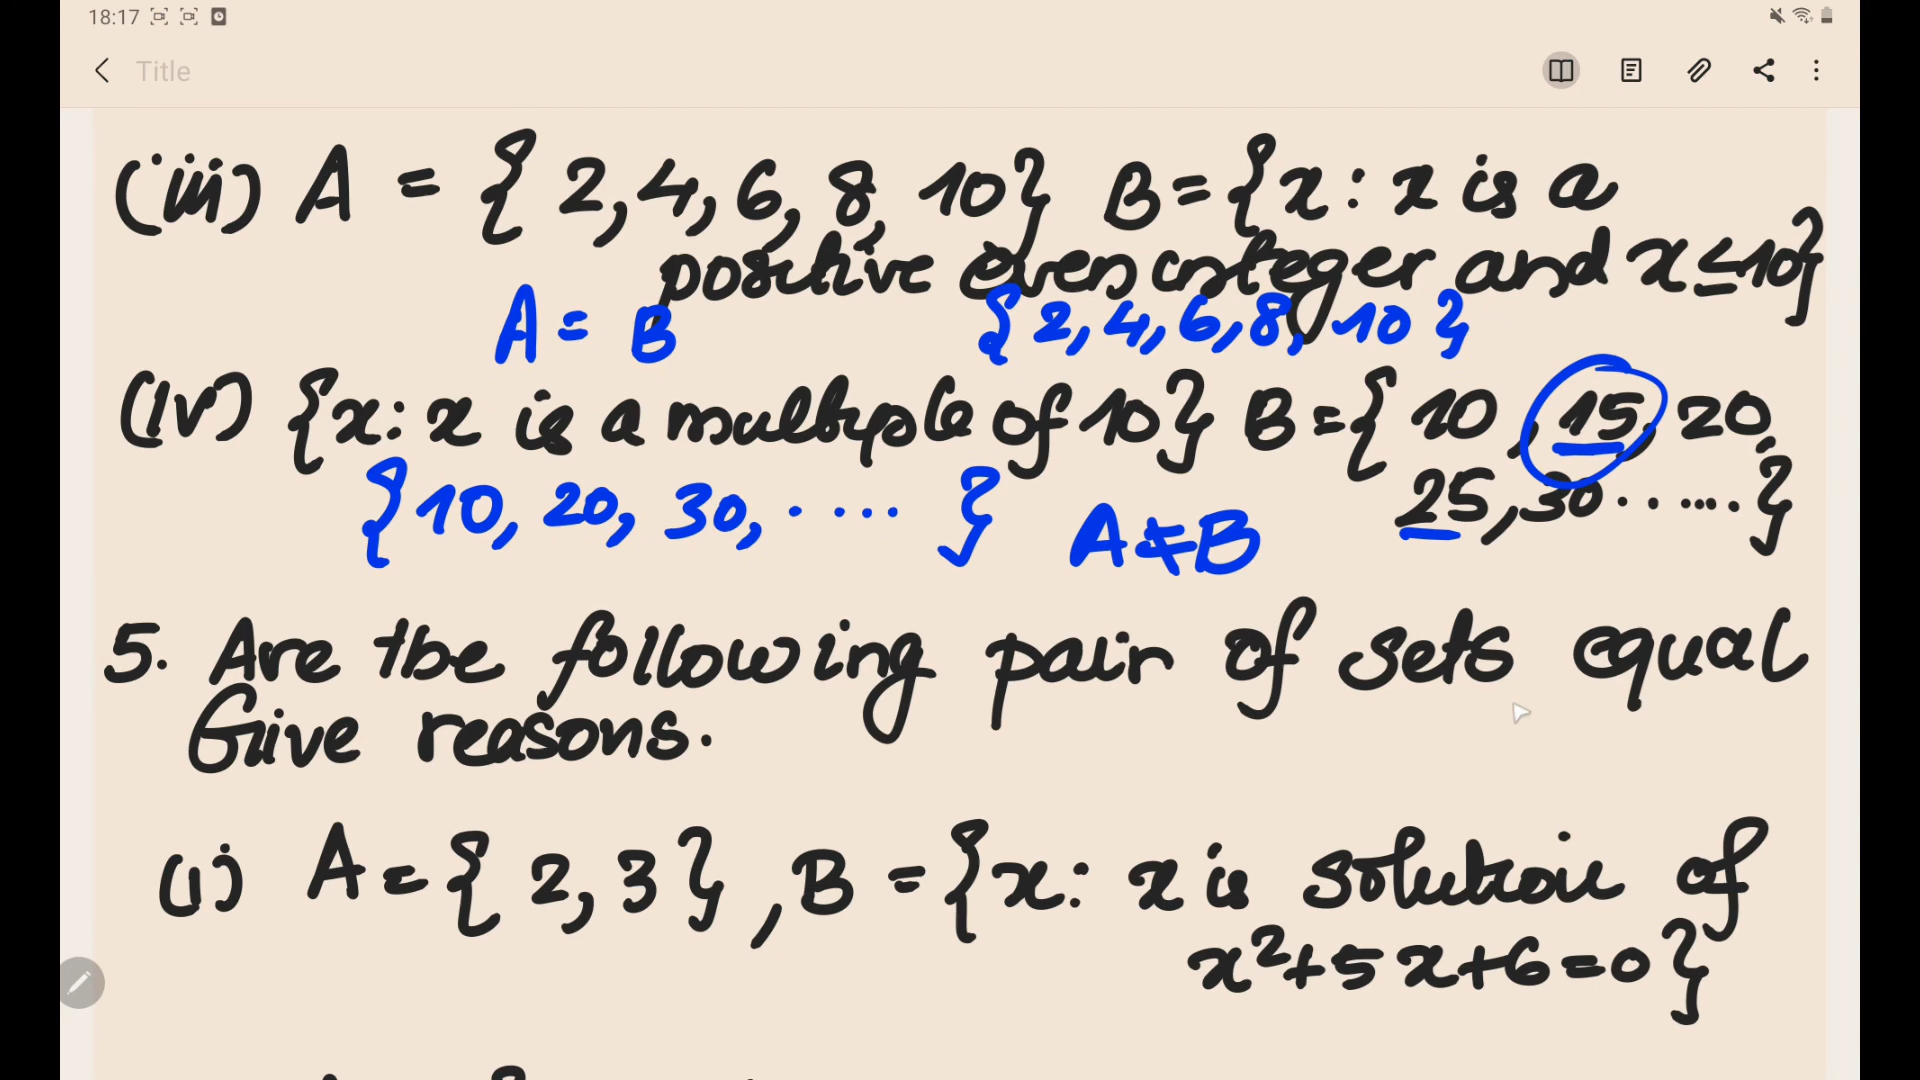 18:17
Title
(iii) A = { 2, 4, 6, 8, 10} B = {x : x is a
positive even integer and x ≤ 10}
A = B {2, 4, 6, 8, 10 }
(iv) {x : x is a multiple of 10} B = { 10, 15, 20,
{10, 20, 30, ..... } A ≠ B 25, 30 .......}
5. Are the following pair of sets equal
Give reasons.
(i) A = { 2, 3 }, B = {x : x is solution of
x²+5x+6=0}